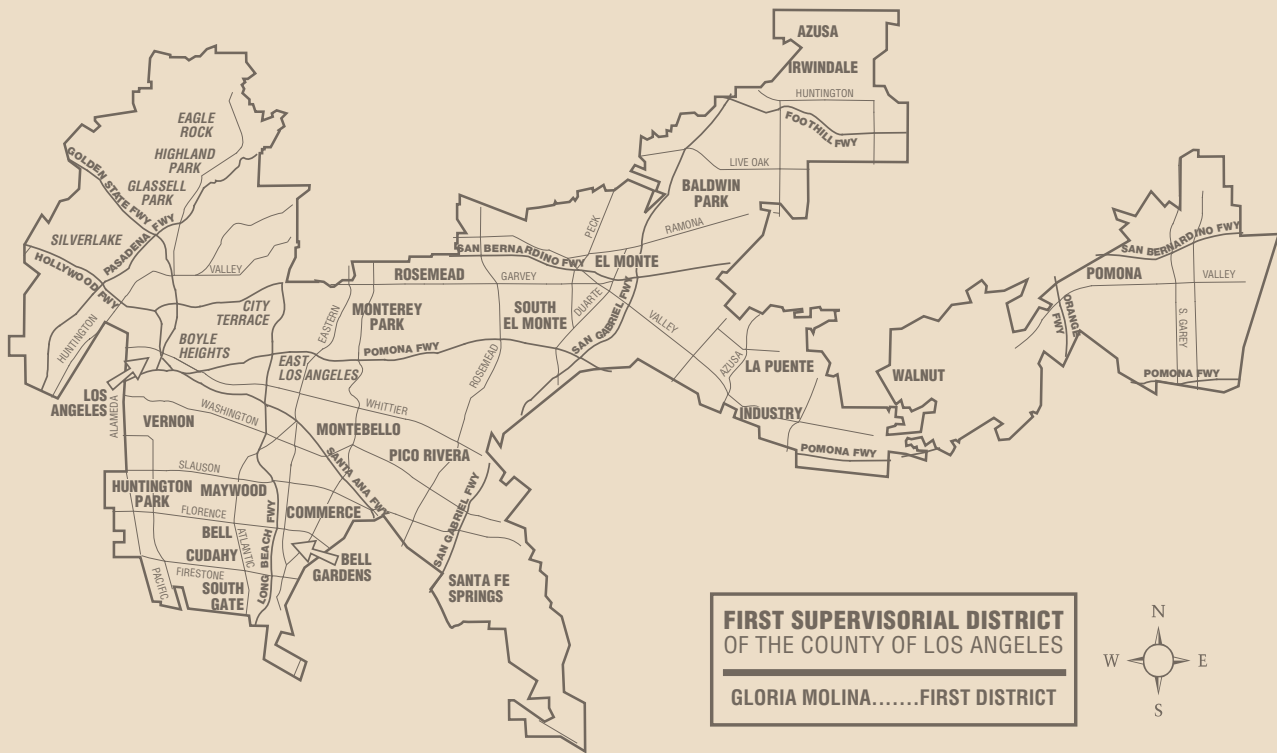 AZUSA
IRWINDALE
HUNTINGTON
FOOTHILL FWY
LIVE OAK
BALDWIN
PARK
RAMONA
PECK
EAGLE
ROCK
HIGHLAND
PARK
GLASSELL
PARK
GOLDEN STATE FWY
PASADENA FWY
SILVERLAKE
HOLLYWOOD FWY
HUNTINGTON
VALLEY
CITY
TERRACE
BOYLE
HEIGHTS
EAST
LOS ANGELES
EASTERN
MONTEREY
PARK
POMONA FWY
ROSEMEAD
GARVEY
SAN BERNARDINO FWY
EL MONTE
SOUTH
EL MONTE
DUARTE
SAN GABRIEL FWY
VALLEY
ROSEMEAD
AZUSA
LA PUENTE
INDUSTRY
POMONA FWY
WALNUT
SAN BERNARDINO FWY
POMONA
VALLEY
ORANGE
FWY
S. GAREY
POMONA FWY
LOS
ANGELES
ALAMEDA
VERNON
WASHINGTON
WHITTIER
MONTEBELLO
PICO RIVERA
SANTA ANA FWY
SLAUSON
HUNTINGTON
PARK
MAYWOOD
FLORENCE
COMMERCE
BELL
ATLANTIC
LONG BEACH FWY
CUDAHY
FIRESTONE
PACIFIC
SOUTH
GATE
BELL
GARDENS
SAN GABRIEL FWY
SANTA FE
SPRINGS
FIRST SUPERVISORIAL DISTRICT
OF THE COUNTY OF LOS ANGELES
GLORIA MOLINA.......FIRST DISTRICT
N
W E
S